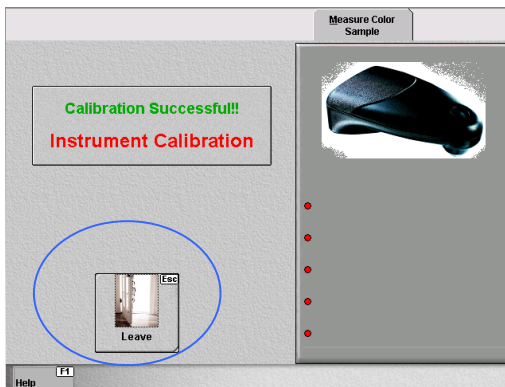 Measure Color
Sample
Calibration Successful!!
Instrument Calibration
Esc
Leave
F1
Help